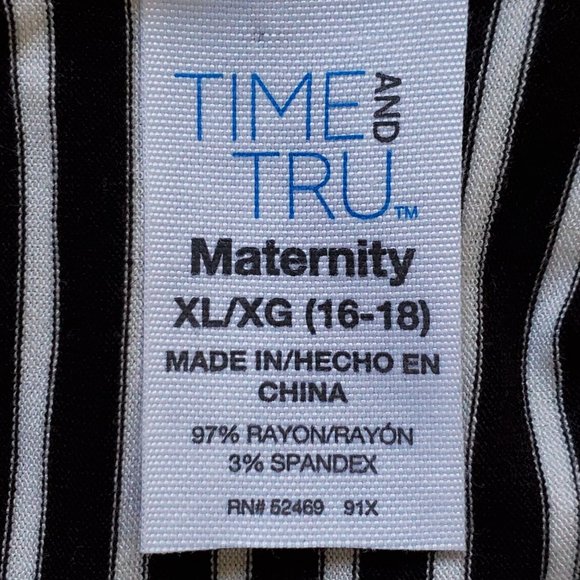 TIME AND
TRU™
Maternity
XL/XG (16-18)
MADE IN/HECHO EN
CHINA
97% RAYON/RAYÓN
3% SPANDEX
RN# 52469 91X